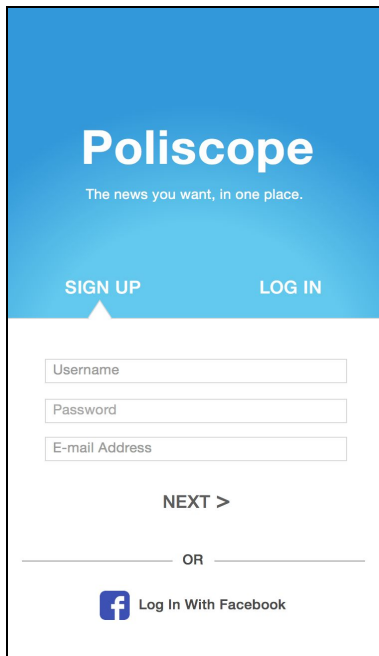 Poliscope
The news you want, in one place.
SIGN UP LOG IN
Username
Password
E-mail Address
NEXT >
OR
f Log In With Facebook